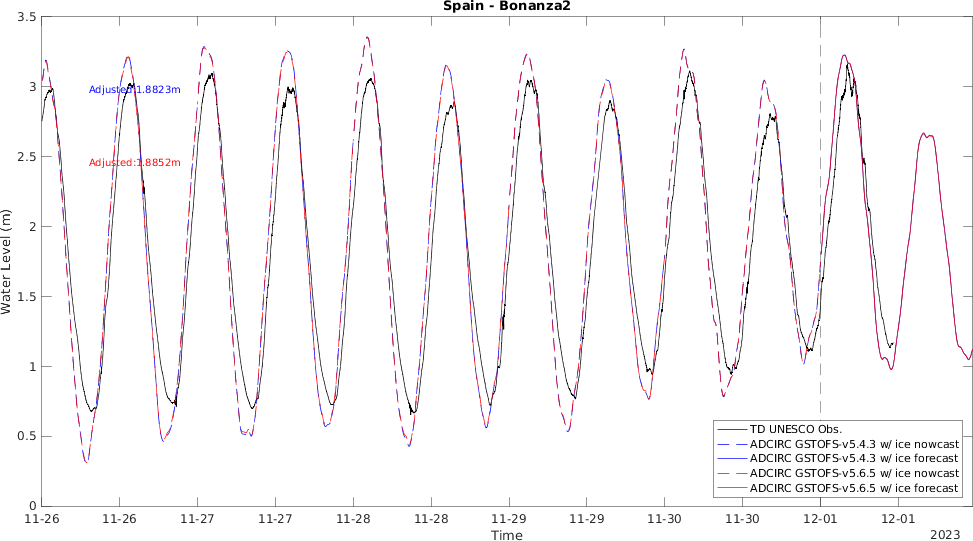 Spain - Bonanza2
3.5
3
2.5
2
1.5
1
0.5
0
Water Level (m)
Adjusted:1.8823m
Adjusted:1.8852m
TD UNESCO Obs.
ADCIRC GSTOFS-v5.4.3 w/ ice nowcast
ADCIRC GSTOFS-v5.4.3 w/ ice forecast
ADCIRC GSTOFS-v5.6.5 w/ ice nowcast
ADCIRC GSTOFS-v5.6.5 w/ ice forecast
11-26 11-26 11-27 11-27 11-28 11-28 11-29 11-29 11-30 11-30 12-01 12-01
Time
2023